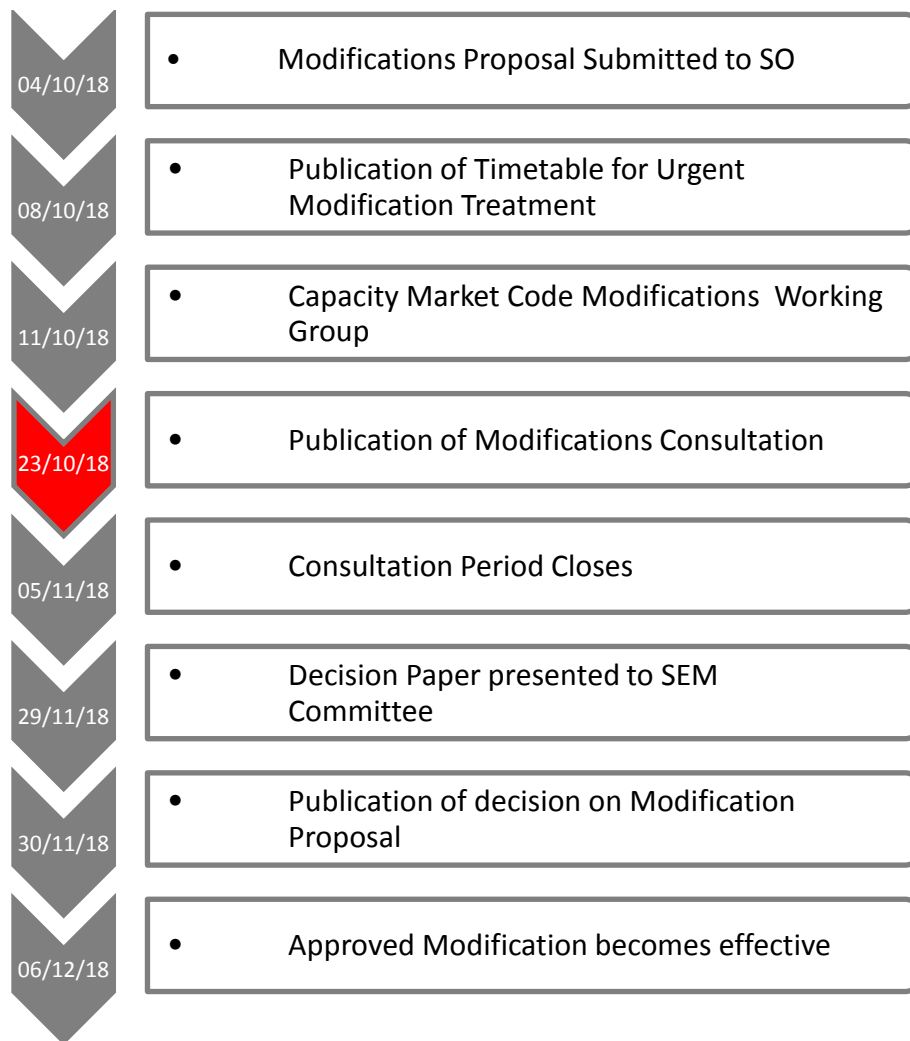 04/10/18
• Modifications Proposal Submitted to SO
08/10/18
• Publication of Timetable for Urgent
Modification Treatment
11/10/18
• Capacity Market Code Modifications Working
Group
23/10/18
• Publication of Modifications Consultation
05/11/18
• Consultation Period Closes
29/11/18
• Decision Paper presented to SEM
Committee
30/11/18
• Publication of decision on Modification
Proposal
06/12/18
• Approved Modification becomes effective